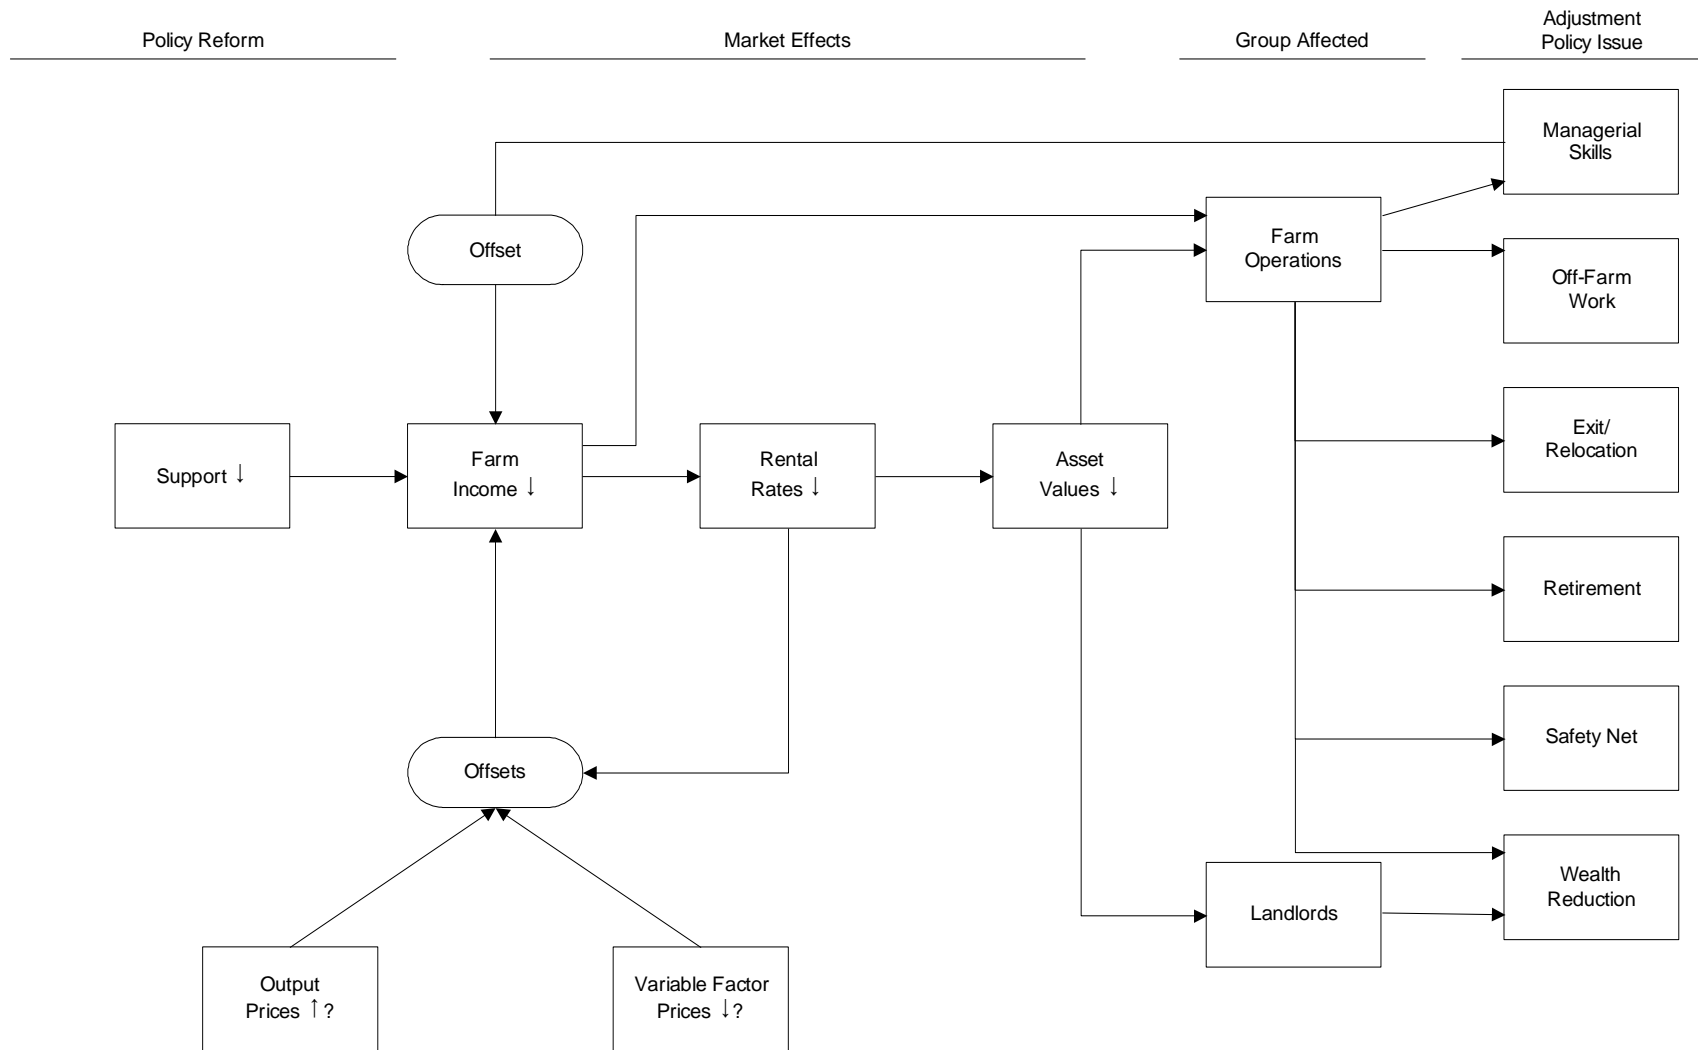 Policy Reform
Market Effects
Group Affected
Adjustment
Policy Issue
Managerial
Skills
Offset
Farm
Operations
Off-Farm
Work
Support ↓
Farm
Income ↓
Rental
Rates ↓
Asset
Values ↓
Exit/
Relocation
Retirement
Offsets
Safety Net
Landlords
Wealth
Reduction
Output
Prices ↑?
Variable Factor
Prices ↓?